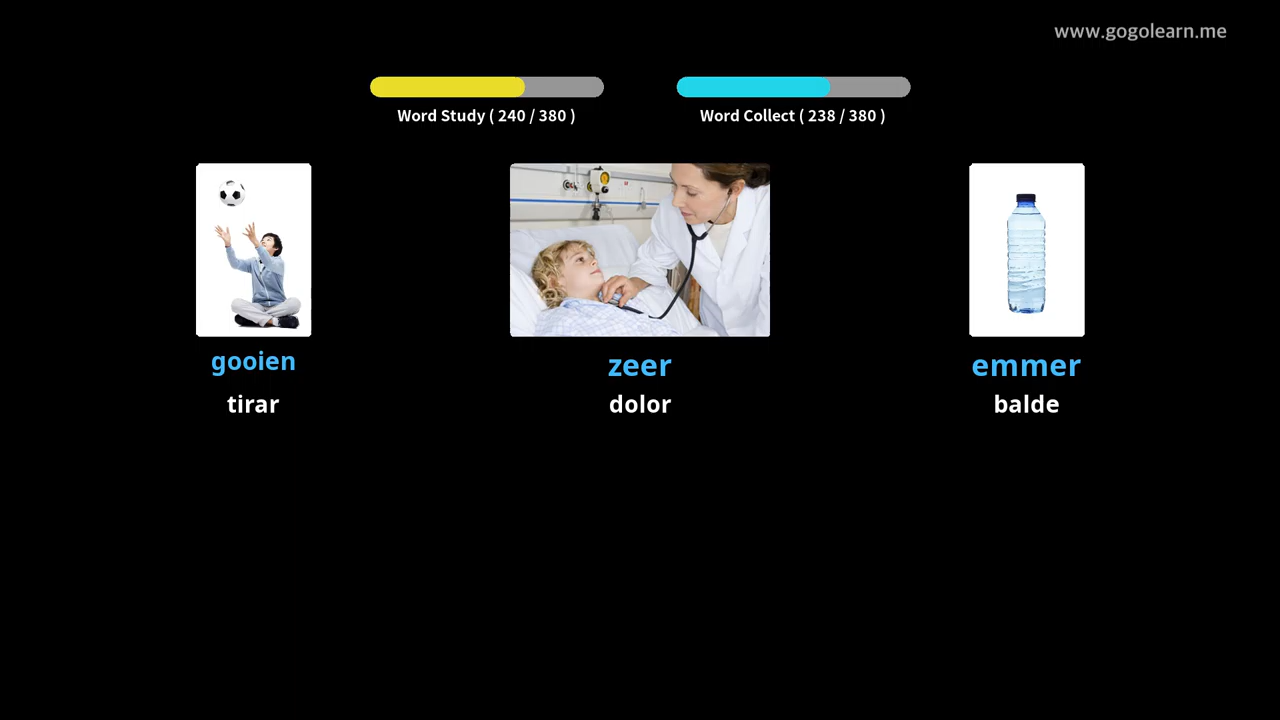 www.gogolearn.me
Word Study ( 240 / 380 )
Word Collect ( 238 / 380 )
gooien
tirar
zeer
dolor
emmer
balde